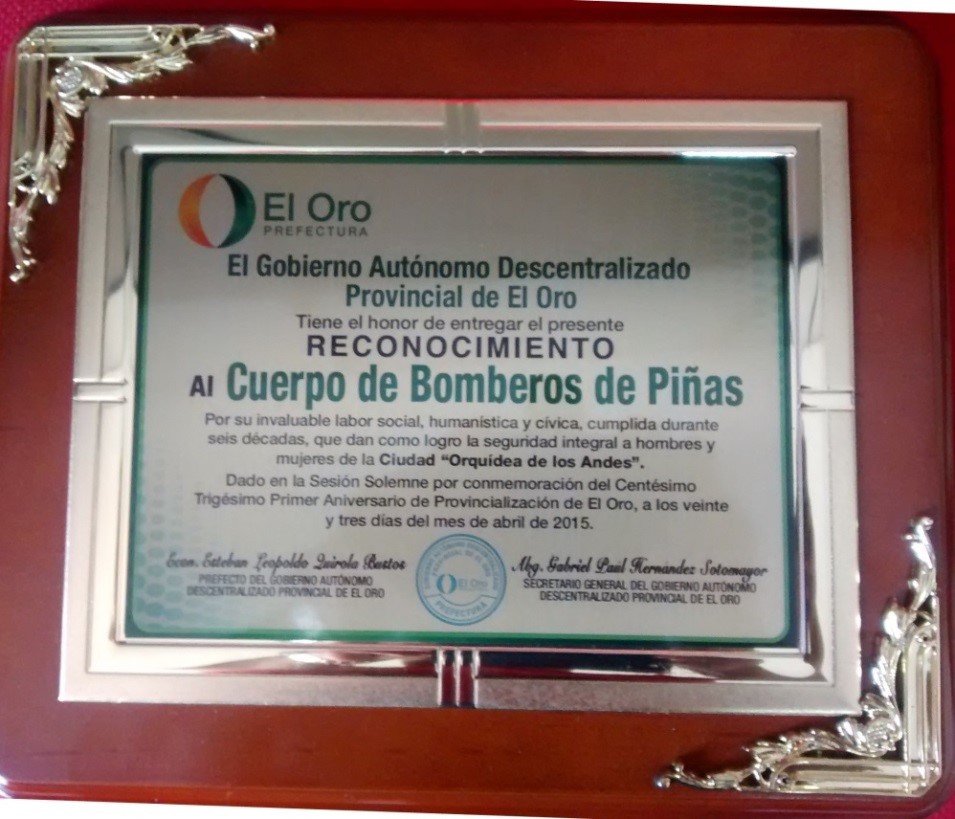 El Oro
PREFECTURA
El Gobierno Autónomo Descentralizado
Provincial de El Oro
Tiene el honor de entregar el presente
RECONOCIMIENTO
Al Cuerpo de Bomberos de Piñas
Por su invaluable labor social, humanística y cívica, cumplida durante
seis décadas, que dan como logro la seguridad integral a hombres y
mujeres de la Ciudad “Orquídea de los Andes”.
Dado en la Sesión Solemne por conmemoración del Centésimo
Trigésimo Primer Aniversario de Provincialización de El Oro, a los veinte
y tres días del mes de abril de 2015.
Econ. Esteban Leopoldo Quirola Bustos
PREFECTO DEL GOBIERNO AUTÓNOMO
DESCENTRALIZADO PROVINCIAL DE EL ORO
El Oro
PREFECTURA
Abg. Gabriel Paúl Hernández Sotomayor
SECRETARIO GENERAL DEL GOBIERNO AUTÓNOMO
DESCENTRALIZADO PROVINCIAL DE EL ORO